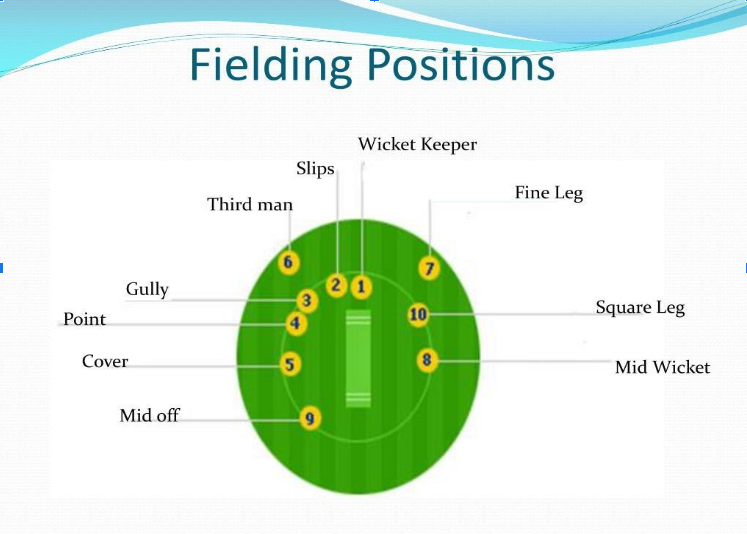 Fielding Positions
Wicket Keeper
Slips
Fine Leg
Third man
6
7
2
1
Gully
3
Square Leg
10
Point
4
Cover
5
8
Mid Wicket
Mid off
9